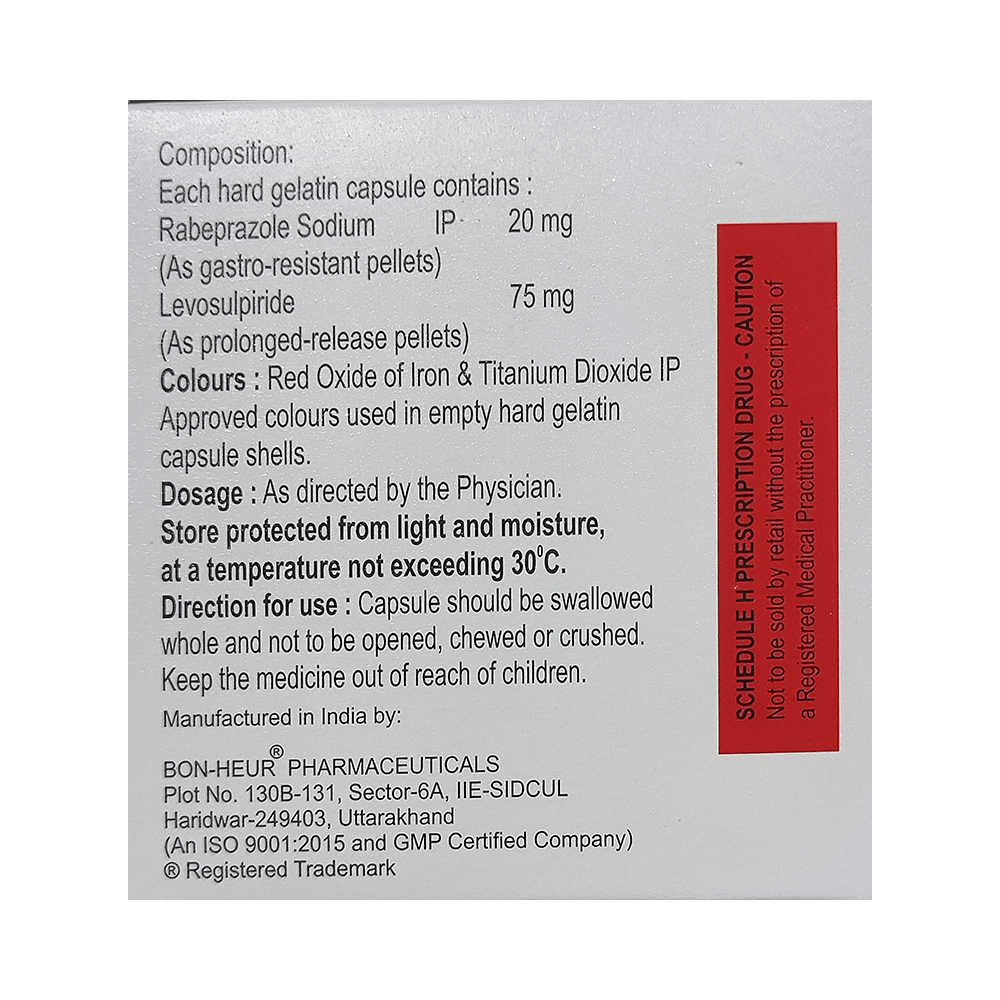 Composition:
Each hard gelatin capsule contains :
Rabeprazole Sodium IP 20 mg
(As gastro-resistant pellets)
Levosulpiride 75 mg
(As prolonged-release pellets)
Colours : Red Oxide of Iron & Titanium Dioxide IP
Approved colours used in empty hard gelatin
capsule shells.
Dosage : As directed by the Physician.
Store protected from light and moisture,
at a temperature not exceeding 30⁰C.
Direction for use : Capsule should be swallowed
whole and not to be opened, chewed or crushed.
Keep the medicine out of reach of children.
Manufactured in India by:
BON-HEUR® PHARMACEUTICALS
Plot No. 130B-131, Sector-6A, IIE-SIDCUL
Haridwar-249403, Uttarakhand
(An ISO 9001:2015 and GMP Certified Company)
® Registered Trademark
SCHEDULE H PRESCRIPTION DRUG - CAUTION
Not to be sold by retail without the prescription of
a Registered Medical Practitioner.